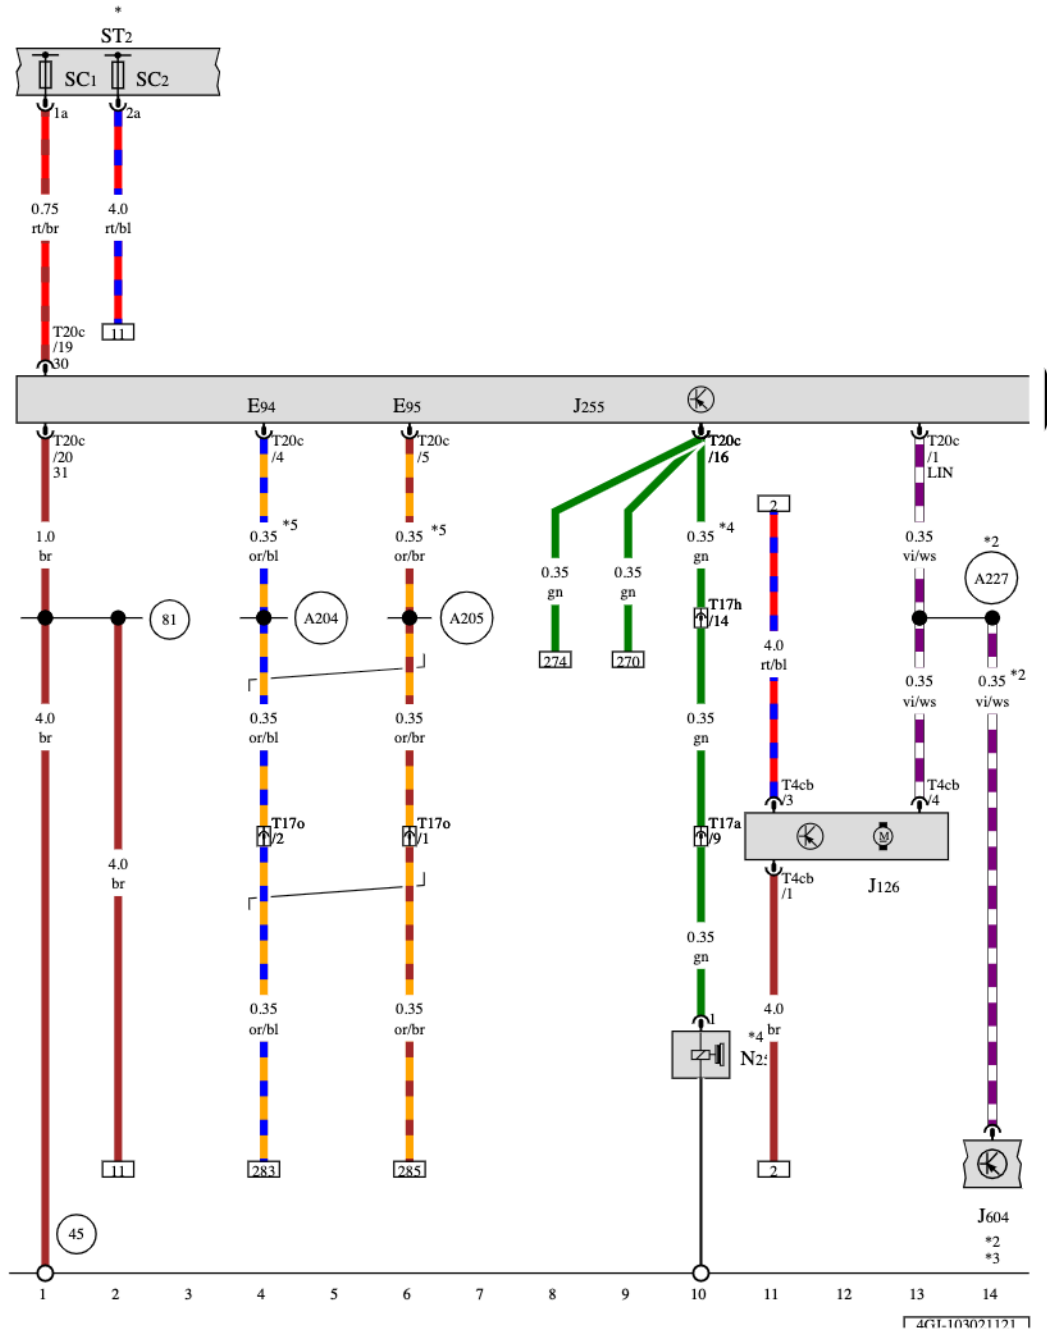 *
ST2
SC1 SC2
1a 2a
0.75 4.0
rt/br rt/bl
T20c
/19 11
30
E94 E95 J255
T20c T20c T20c T20c T20c
/20 /4 /5 /16 /1
31 LIN
2
*5 *5 *4
1.0 0.35 0.35 0.35 0.35 *2
br or/bl or/br gn vi/ws
0.35 0.35 A227
gn gn
T17h
81 A204 A205 /14
274 270 4.0
rt/bl
0.35 0.35 *2
vi/ws vi/ws
4.0 0.35 0.35 0.35
br or/bl or/br gn
T4cb T4cb
/3 /4
T17o T17o T17a
/2 /1 /9 M
4.0
br J126
T4cb
/1
0.35
gn
0.35 0.35 4.0
or/bl or/br 1 br
*4
11 283 285 2
J604
45 *2
*3
1 2 3 4 5 6 7 8 9 10 11 12 13 14
4GI-103021121